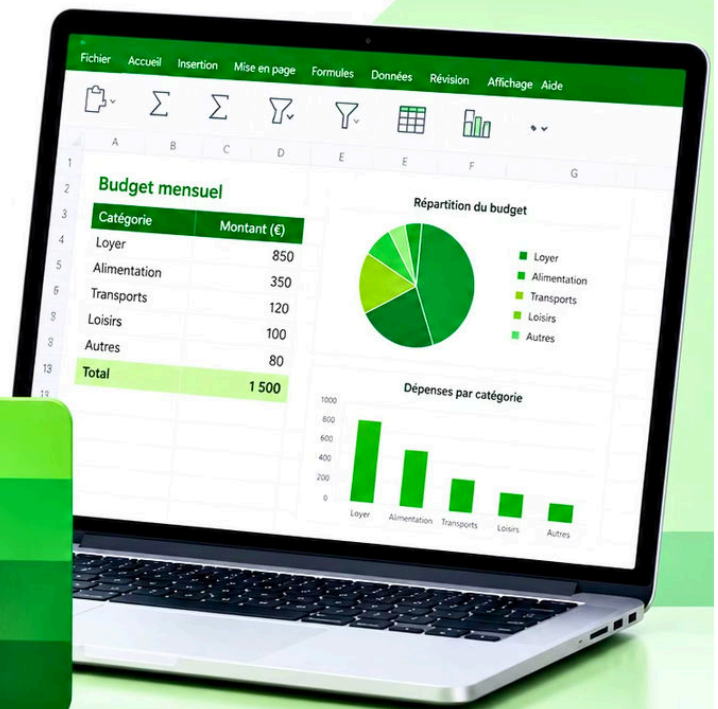 Fichier Accueil Insertion Mise en page Formules Données Révision Affichage Aide
A B C D E E F G
1
2 Budget mensuel
3 Catégorie Montant (€)
4 Loyer 850
5 Alimentation 350
6 Transports 120
8 Loisirs 100
8 Autres 80
13 Total 1 500
13
Répartition du budget
Loyer
Alimentation
Transports
Loisirs
Autres
Dépenses par catégorie
1000
800
600
400
200
0
Loyer Alimentation Transports Loisirs Autres